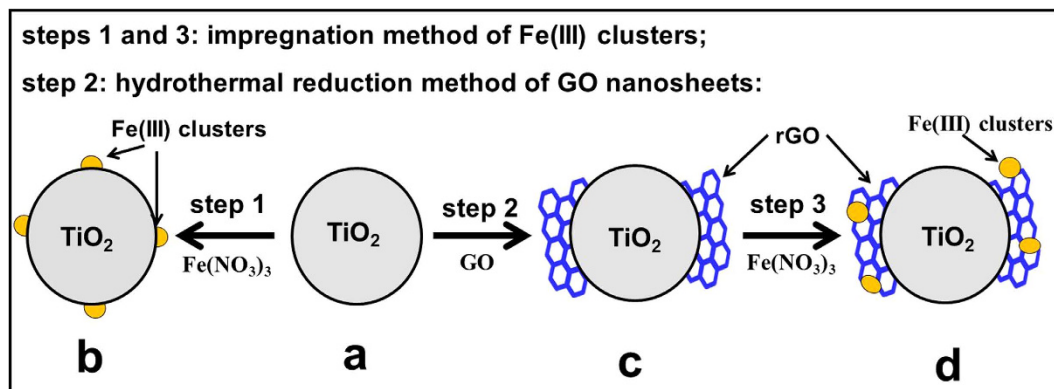 steps 1 and 3: impregnation method of Fe(III) clusters;
step 2: hydrothermal reduction method of GO nanosheets:
Fe(III) clusters
rGO
Fe(III) clusters
TiO₂
step 1
Fe(NO₃)₃
TiO₂
step 2
GO
TiO₂
step 3
Fe(NO₃)₃
TiO₂
b
a
c
d